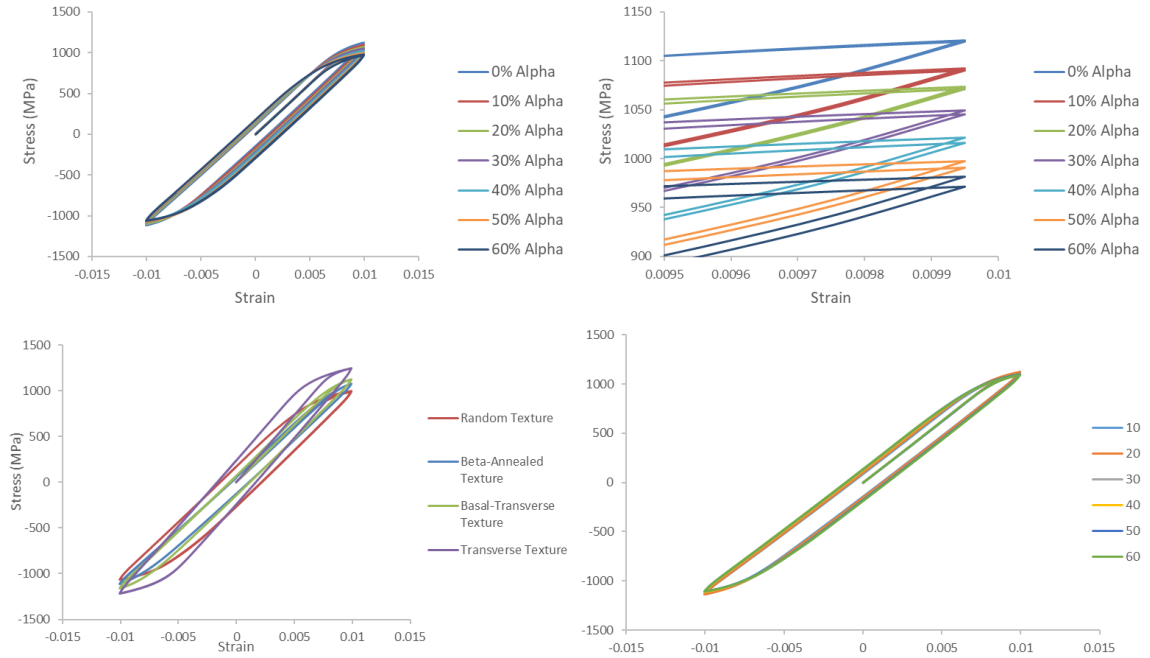 1500
1000
500
0
-500
-1000
-1500
-0.015 -0.01 -0.005 0 0.005 0.01 0.015
Stress (MPa)
Strain
0% Alpha
10% Alpha
20% Alpha
30% Alpha
40% Alpha
50% Alpha
60% Alpha
1150
1100
1050
1000
950
900
0.0095 0.0096 0.0097 0.0098 0.0099 0.01
Stress (MPa)
Strain
0% Alpha
10% Alpha
20% Alpha
30% Alpha
40% Alpha
50% Alpha
60% Alpha
1500
1000
500
0
-500
-1000
-1500
-0.015 -0.01 -0.005 0 0.005 0.01 0.015
Stress (MPa)
Strain
Random Texture
Beta-Annealed
Texture
Basal-Transverse
Texture
Transverse Texture
1500
1000
500
0
-500
-1000
-1500
-0.015 -0.01 -0.005 0 0.005 0.01 0.015
10
20
30
40
50
60